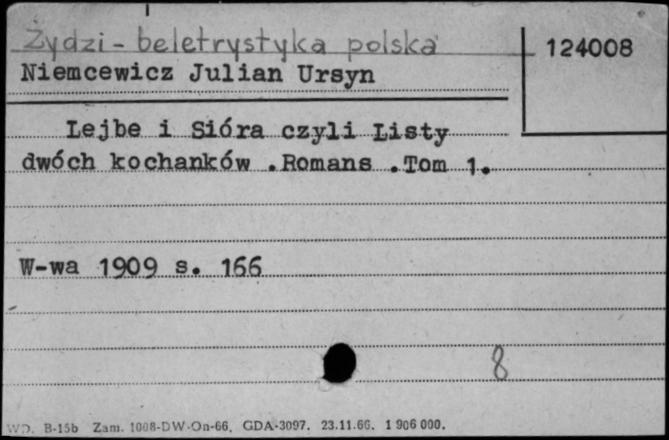 Żydzi - beletrystyka polska
124008
Niemcewicz Julian Ursyn
Lejbe i Sióra czyli Listy
dwóch kochanków .Romans .Tom 1.
W-wa 1909 s. 166
8
WD. B-15b Zam. 1008-DW-On-66. GDA-3097. 23.11.66. 1 906 000.